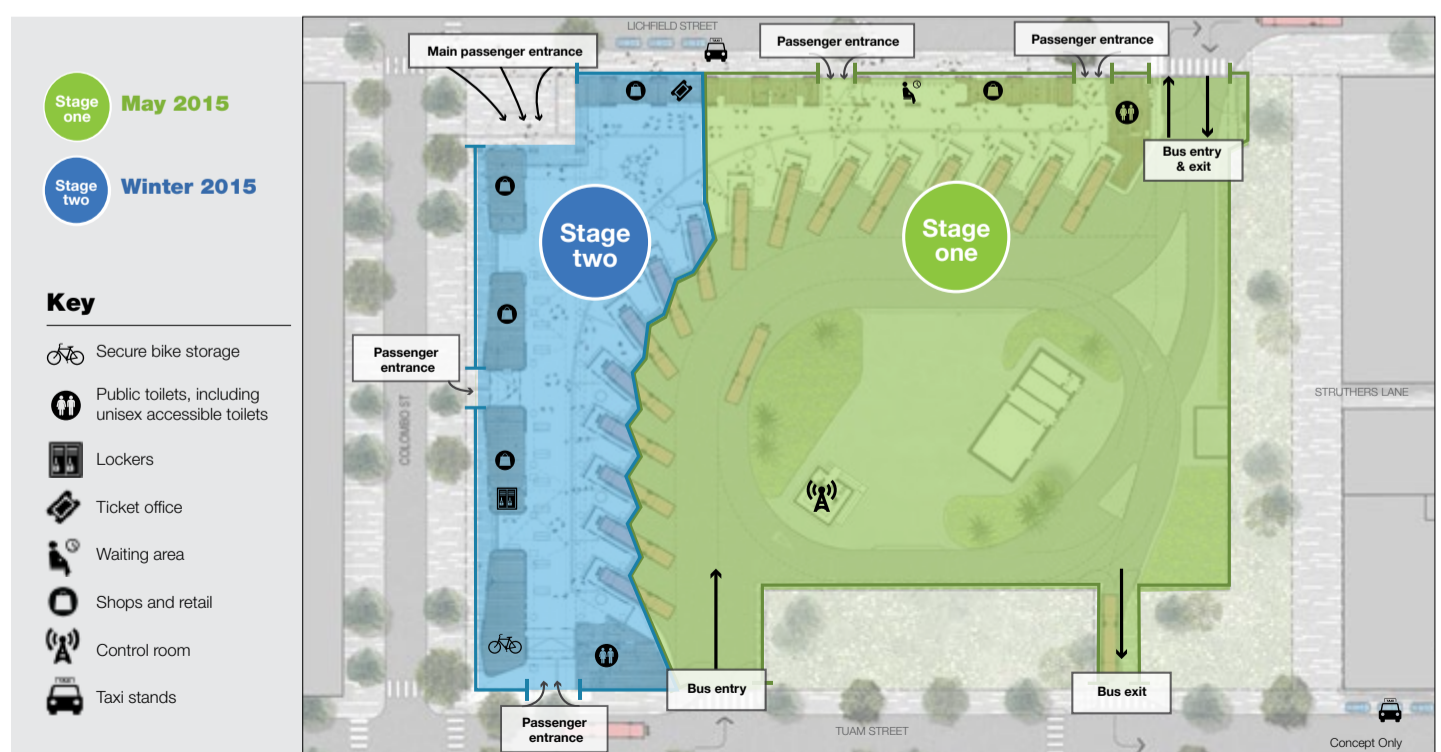 Stage
one
May 2015
Stage
two
Winter 2015
Key
Secure bike storage
Public toilets, including
unisex accessible toilets
Lockers
Ticket office
Waiting area
Shops and retail
Control room
Taxi stands
LICHFIELD STREET
Main passenger entrance
Passenger entrance
Passenger entrance
Bus entry
& exit
Stage
two
Stage
one
Passenger
entrance
COLOMBO ST
STRUTHERS LANE
Bus entry
Bus exit
Passenger
entrance
TUAM STREET
Concept Only